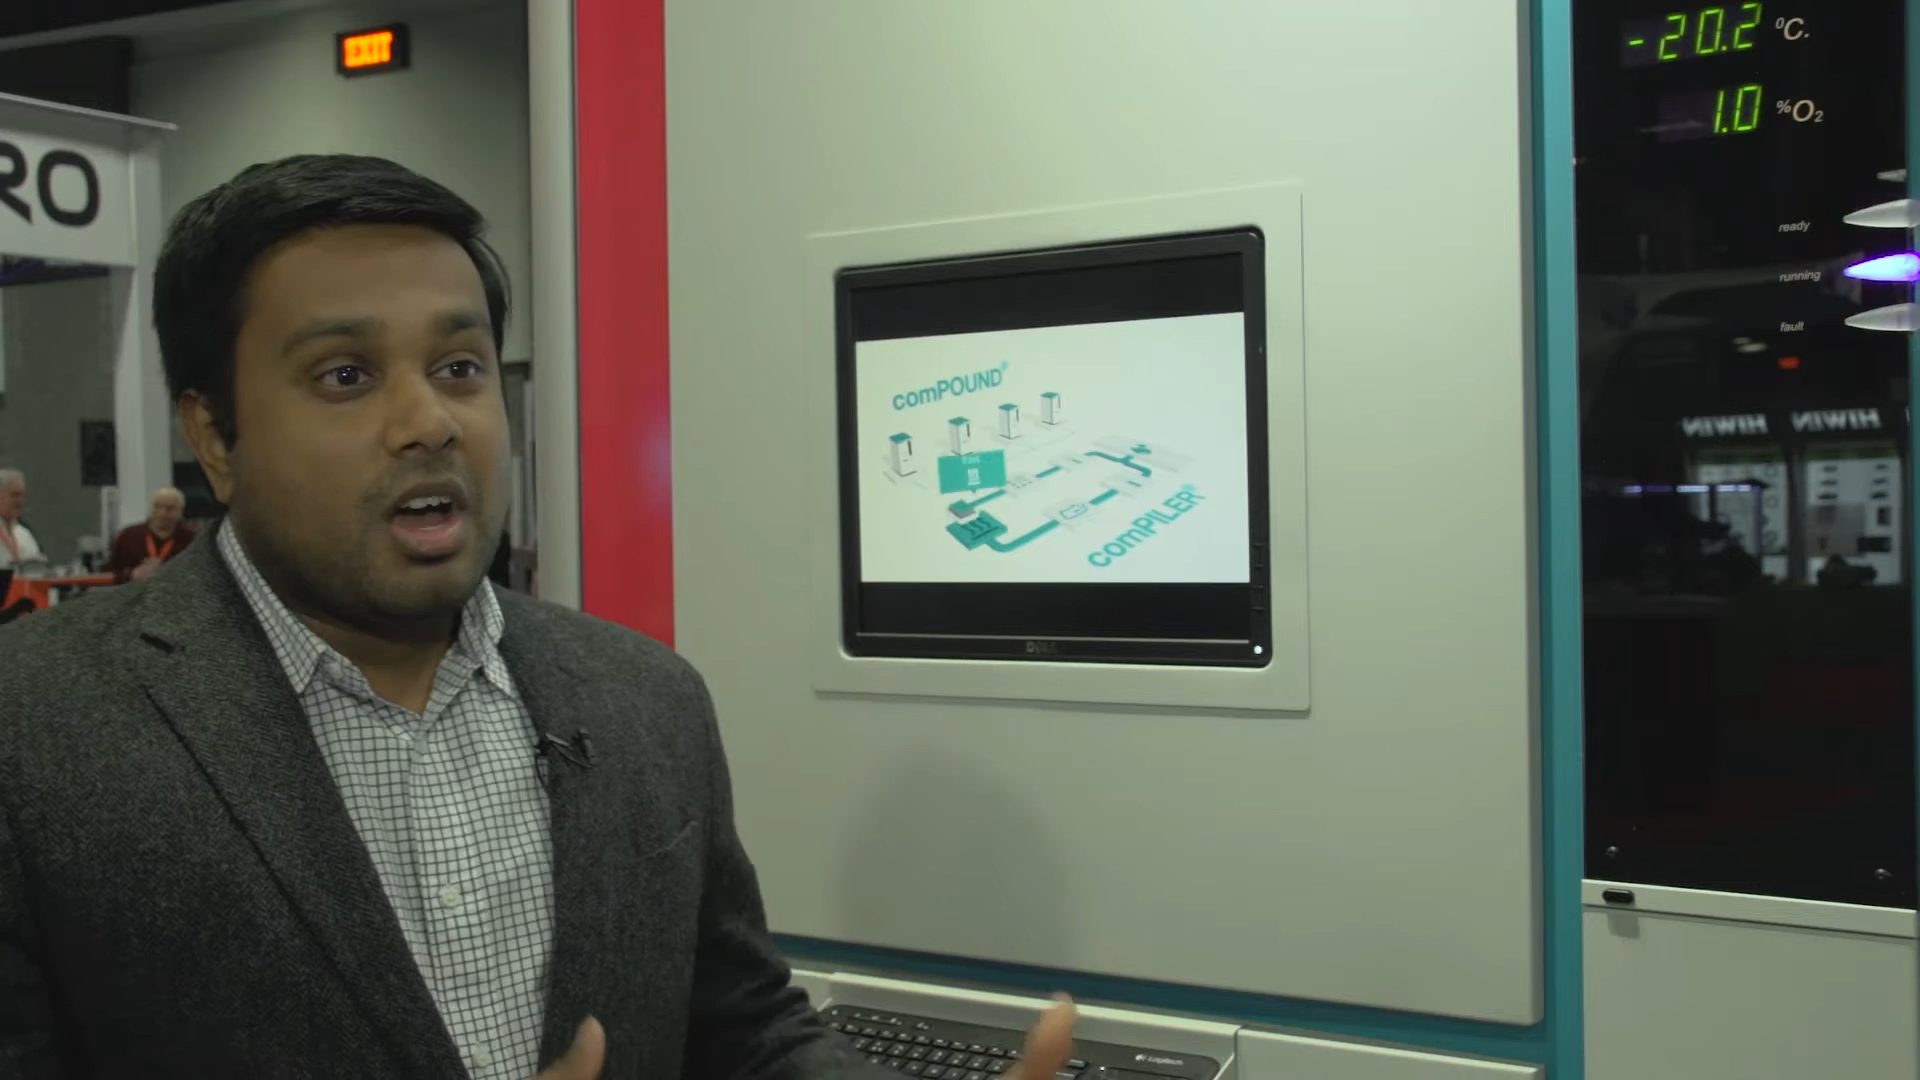 EXIT
RO
-20.2 °C.
1.0 %O₂
ready
running
fault
comPOUND®
comPILER®
DELL
HIWIN HIWIN
Logitech